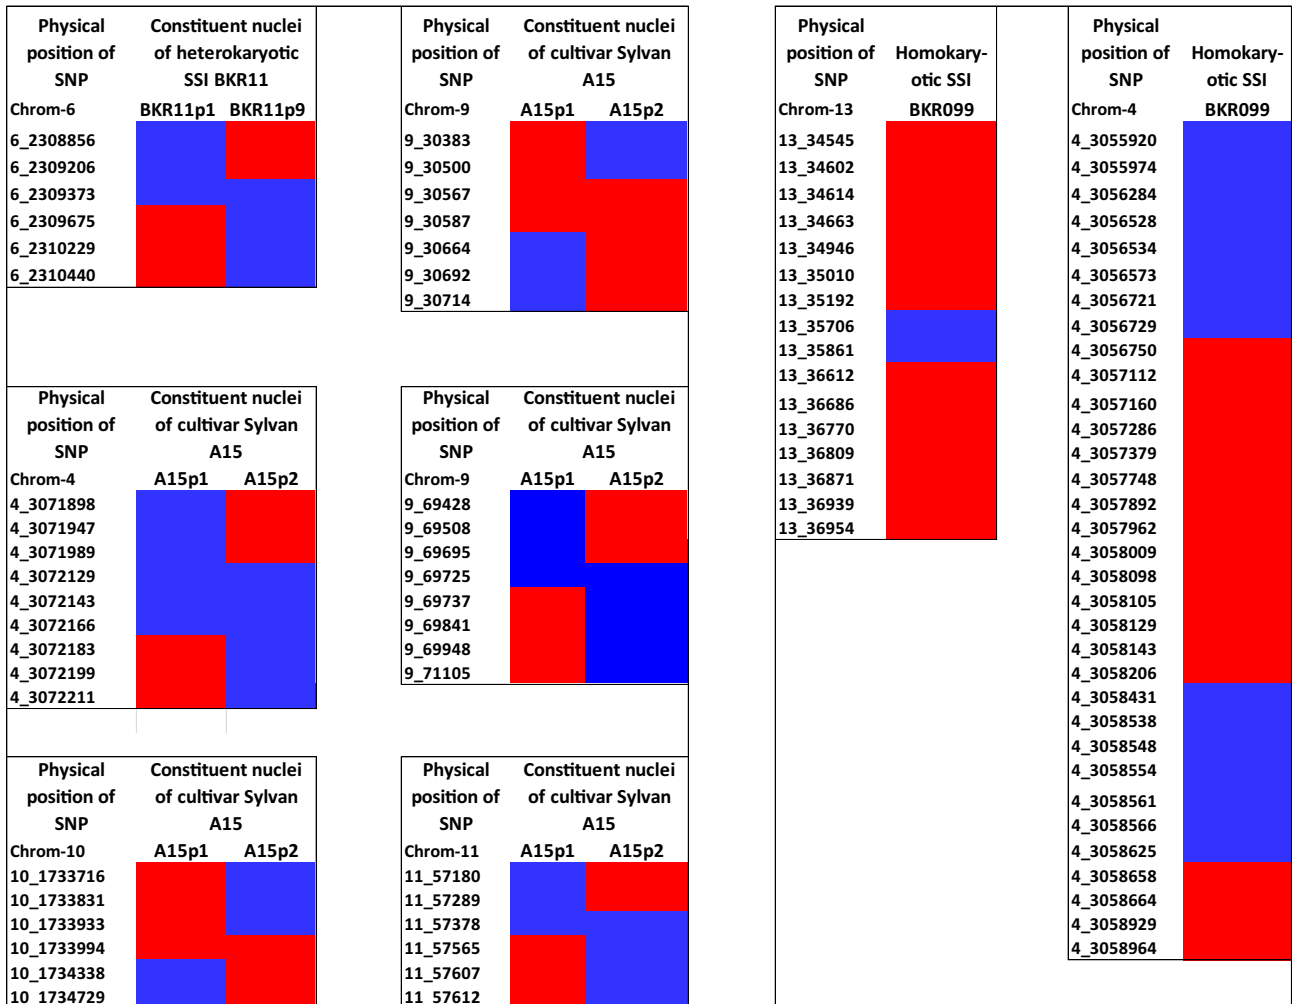 Physical
position of
SNP
Constituent nuclei
of heterokaryotic
SSI BKR11
Chrom-6 BKR11p1 BKR11p9
6_2308856
6_2309206
6_2309373
6_2309675
6_2310229
6_2310440
Physical
position of
SNP
Constituent nuclei
of cultivar Sylvan
A15
Chrom-9 A15p1 A15p2
9_30383
9_30500
9_30567
9_30587
9_30664
9_30692
9_30714
Physical
position of
SNP
Homokary-
otic SSI
Chrom-13 BKR099
13_34545
13_34602
13_34614
13_34663
13_34946
13_35010
13_35192
13_35706
13_35861
13_36612
13_36686
13_36770
13_36809
13_36871
13_36939
13_36954
Physical
position of
SNP
Homokary-
otic SSI
Chrom-4 BKR099
4_3055920
4_3055974
4_3056284
4_3056528
4_3056534
4_3056573
4_3056721
4_3056729
4_3056750
4_3057112
4_3057160
4_3057286
4_3057379
4_3057748
4_3057892
4_3057962
4_3058009
4_3058098
4_3058105
4_3058129
4_3058143
4_3058206
4_3058431
4_3058538
4_3058548
4_3058554
4_3058561
4_3058566
4_3058625
4_3058658
4_3058664
4_3058929
4_3058964
Physical
position of
SNP
Constituent nuclei
of cultivar Sylvan
A15
Chrom-4 A15p1 A15p2
4_3071898
4_3071947
4_3071989
4_3072129
4_3072143
4_3072166
4_3072183
4_3072199
4_3072211
Physical
position of
SNP
Constituent nuclei
of cultivar Sylvan
A15
Chrom-9 A15p1 A15p2
9_69428
9_69508
9_69695
9_69725
9_69737
9_69841
9_69948
9_71105
Physical
position of
SNP
Constituent nuclei
of cultivar Sylvan
A15
Chrom-10 A15p1 A15p2
10_1733716
10_1733831
10_1733933
10_1733994
10_1734338
10_1734729
Physical
position of
SNP
Constituent nuclei
of cultivar Sylvan
A15
Chrom-11 A15p1 A15p2
11_57180
11_57289
11_57378
11_57565
11_57607
11_57612